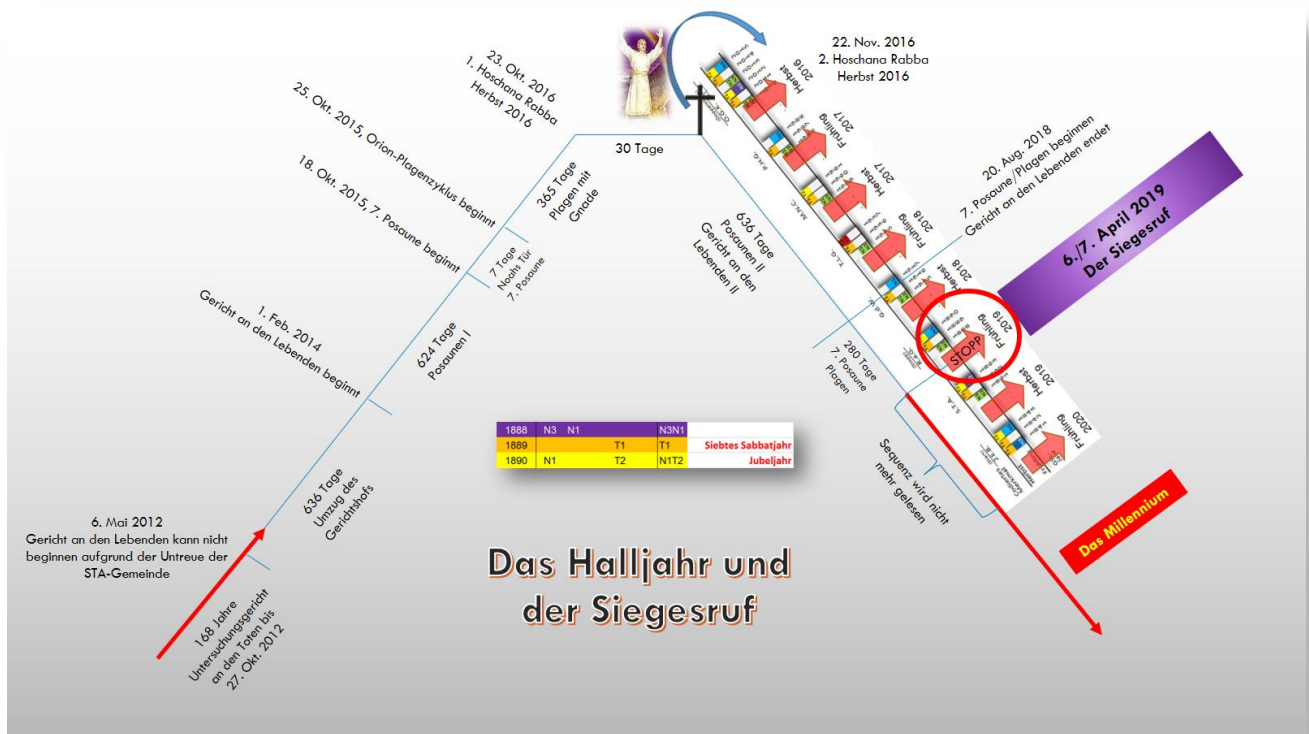 22. Nov. 2016
2. Hoschana Rabba
Herbst 2016
23. Okt. 2016
1. Hoschana Rabba
Herbst 2016
25. Okt. 2015, Orion-Plagenzyklus beginnt
18. Okt. 2015, 7. Posaune beginnt
1. Feb. 2014
Gericht an den Lebenden beginnt
6. Mai 2012
Gericht an den Lebenden kann nicht
beginnen aufgrund der Untreue der
STA-Gemeinde
168 Jahre
Untersuchungsgericht
an den Toten bis
27. Okt. 2012
636 Tage
Umzug des
Gerichtshofs
624 Tage
Posaunen I
7 Tage
Noahs Tür
7. Posaune
365 Tage
Plagen mit
Gnade
30 Tage
636 Tage
Posaunen II
Gericht an den
Lebenden II
280 Tage
7. Posaune
Plagen
Sequenz wird nicht
mehr gelesen
20. Aug. 2018
7. Posaune/Plagen beginnen
Gericht an den Lebenden endet
6./7. April 2019
Der Siegesruf
Das Millennium
Herbst
2016
Frühling
2017
Herbst
2017
Frühling
2018
Herbst
2018
Frühling
2019
Herbst
2019
Frühling
2020
STOPP
P.H.G.
M.N.C.
T.L.G.
G.d.W.
S.T.A.
1888 N3 N1 N3N1
1889 T1 T1 Siebtes Sabbatjahr
1890 N1 T2 N1T2 Jubeljahr
Das Halljahr und
der Siegesruf